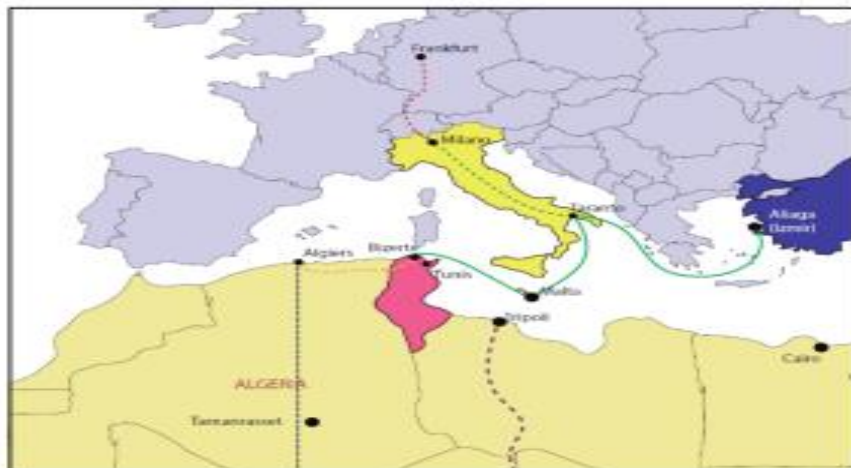 Frankfurt
Milano
Taranto
Aliaga
(Izmir)
Bizerte
Algiers
Tunis
Malta
Tripoli
Cairo
ALGERIA
Tamanrasset